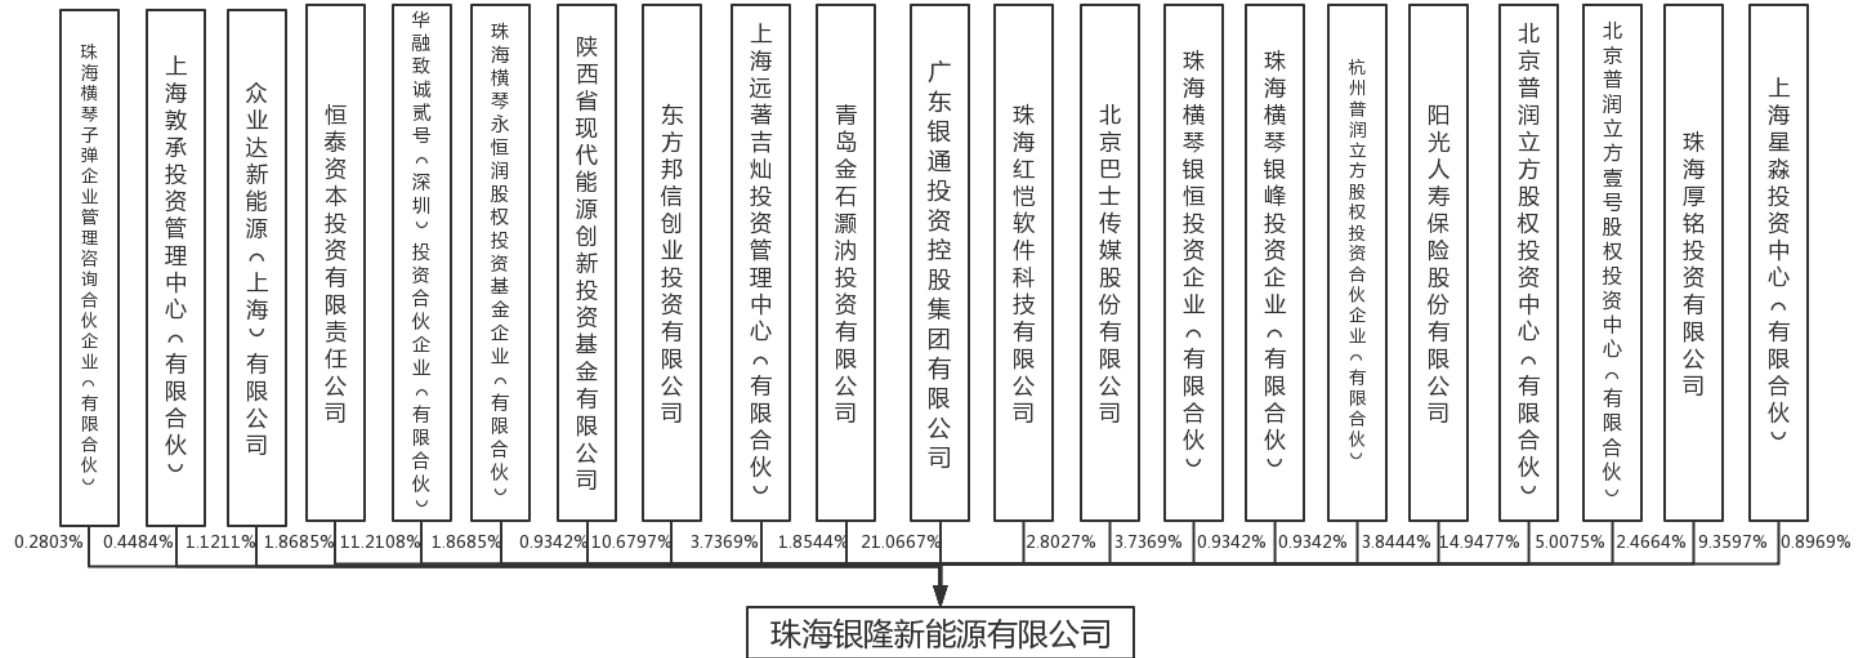 珠海横琴子弹企业管理咨询合伙企业（有限合伙）
上海敦承投资管理中心（有限合伙）
众业达新能源（上海）有限公司
恒泰资本投资有限责任公司
华融致诚贰号（深圳）投资合伙企业（有限合伙）
珠海横琴永恒润股权投资基金企业（有限合伙）
陕西省现代能源创新投资基金有限公司
东方邦信创业投资有限公司
上海远著吉灿投资管理中心（有限合伙）
青岛金石灏汭投资有限公司
广东银通投资控股集团有限公司
珠海红恺软件科技有限公司
北京巴士传媒股份有限公司
珠海横琴银恒投资企业（有限合伙）
珠海横琴银峰投资企业（有限合伙）
杭州普润立方股权投资合伙企业（有限合伙）
阳光人寿保险股份有限公司
北京普润立方股权投资中心（有限合伙）
北京普润立方壹号股权投资中心（有限合伙）
珠海厚铭投资有限公司
上海星淼投资中心（有限合伙）
0.2803%
0.4484%
1.1211%
1.8685%
11.2108%
1.8685%
0.9342%
10.6797%
3.7369%
1.8544%
21.0667%
2.8027%
3.7369%
0.9342%
0.9342%
3.8444%
14.9477%
5.0075%
2.4664%
9.3597%
0.8969%
珠海银隆新能源有限公司